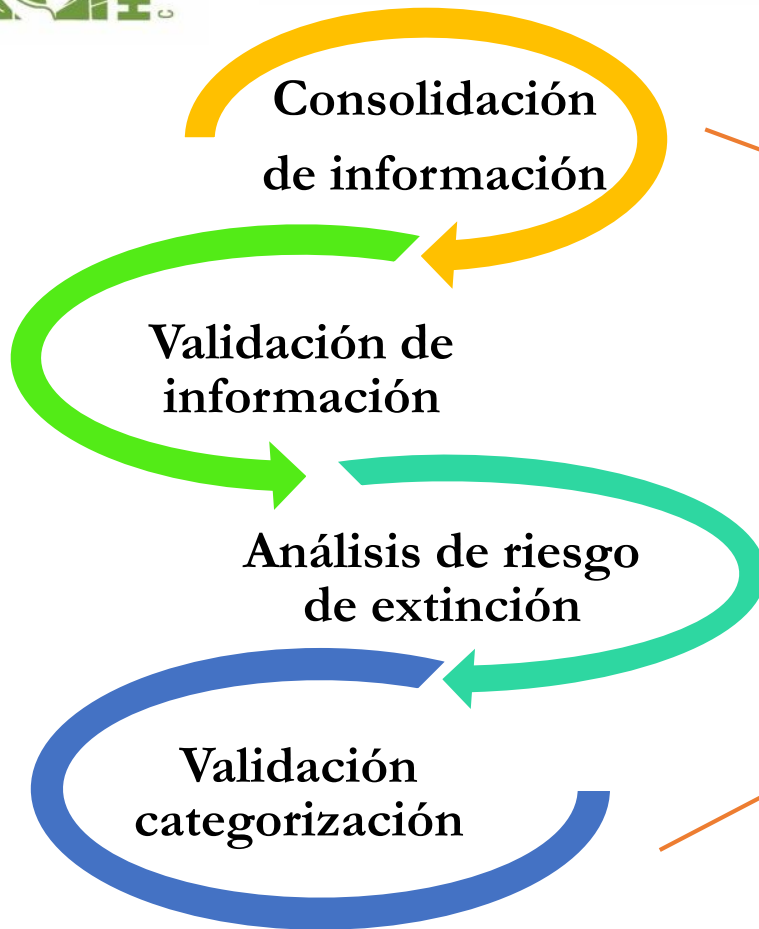 Consolidación
de información
Validación de
información
Análisis de riesgo
de extinción
Validación
categorización